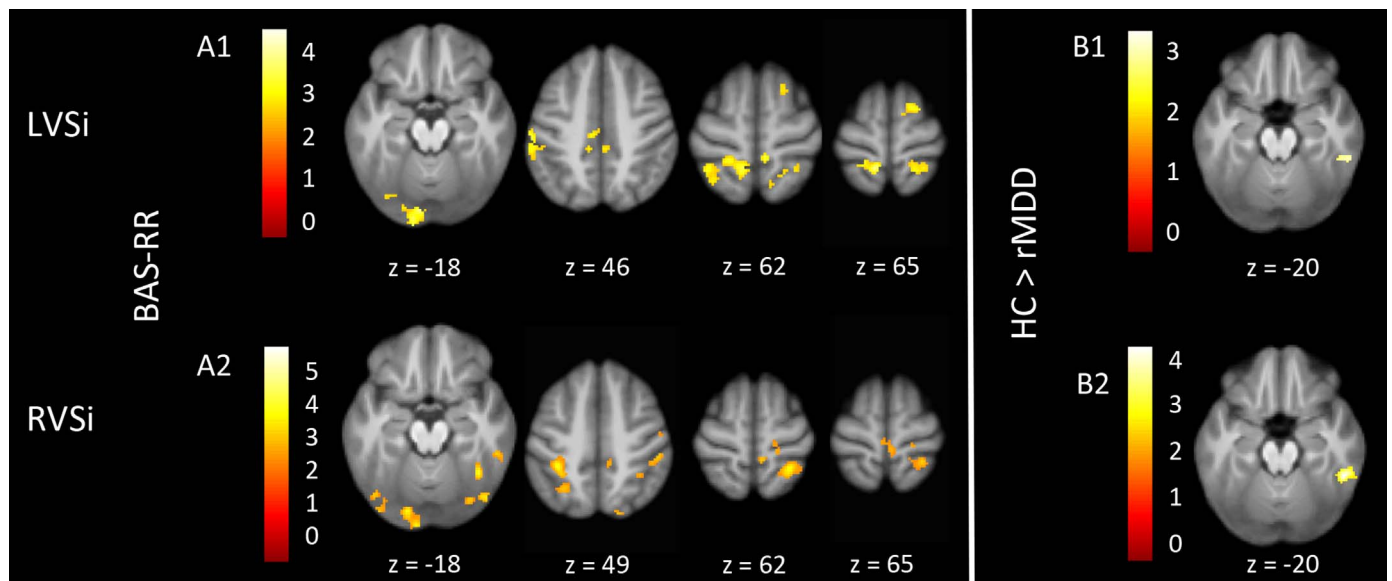 LVSi
BAS-RR
A1
4
3
2
1
0
z = -18
z = 46
z = 62
z = 65
RVSi
A2
5
4
3
2
1
0
z = -18
z = 49
z = 62
z = 65
HC > rMDD
B1
3
2
1
0
z = -20
B2
4
3
2
1
0
z = -20